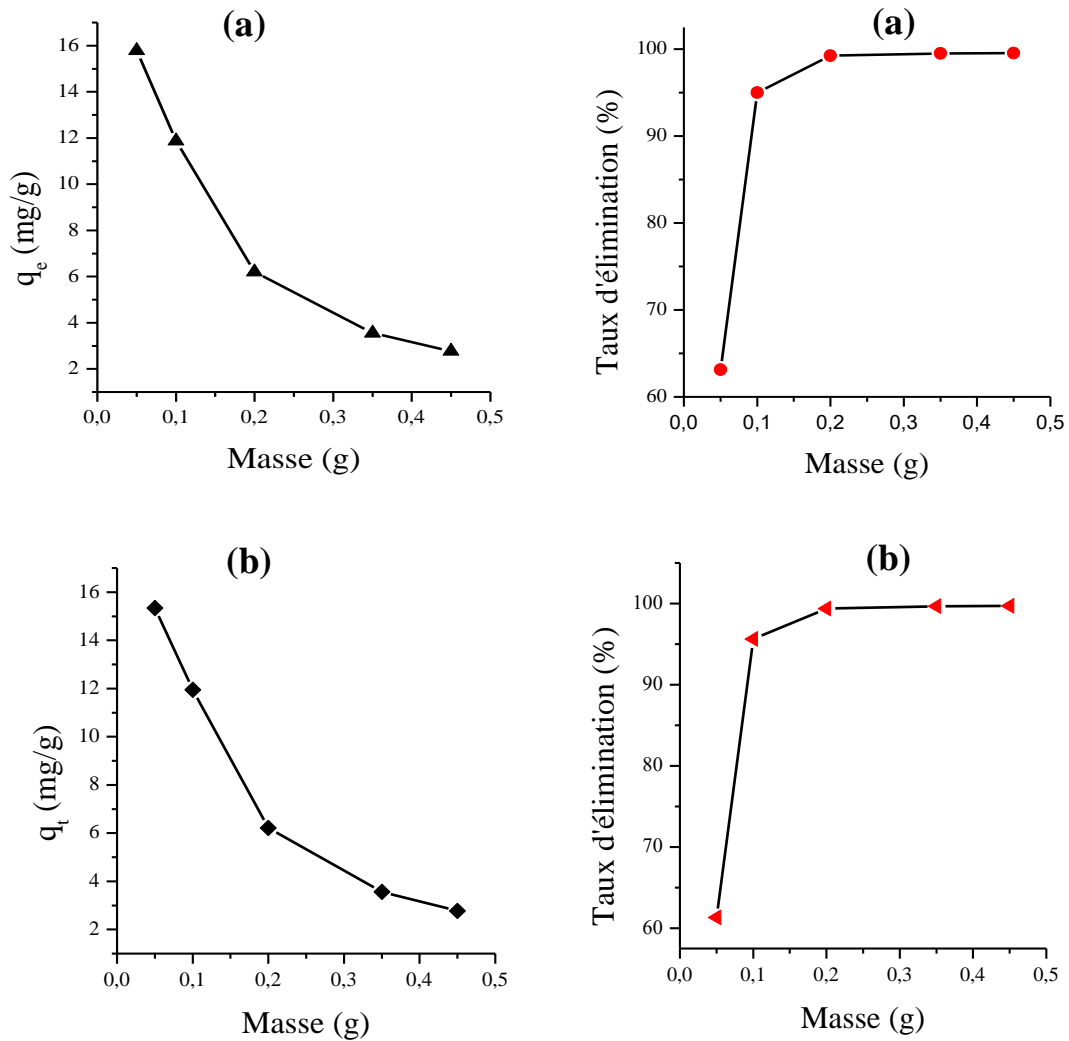 (a)
16
14
12
10
8
6
4
2
q_e (mg/g)
0,0 0,1 0,2 0,3 0,4 0,5
Masse (g)
(a)
100
90
80
70
60
Taux d'élimination (%)
0,0 0,1 0,2 0,3 0,4 0,5
Masse (g)
(b)
16
14
12
10
8
6
4
2
q_t (mg/g)
0,0 0,1 0,2 0,3 0,4 0,5
Masse (g)
(b)
100
90
80
70
60
Taux d'élimination (%)
0,0 0,1 0,2 0,3 0,4 0,5
Masse (g)